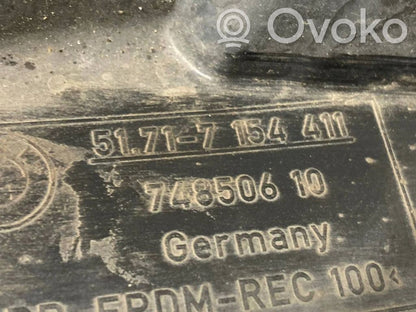 Ovoko
51.71-7 154 411
748506 10
Germany
EPDM-REC 100<